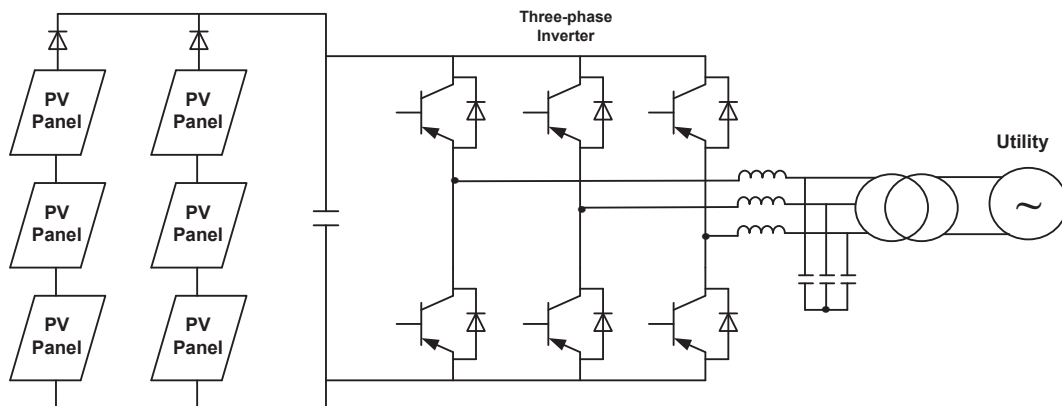 Three-phase
Inverter
PV
Panel
PV
Panel
Utility
PV
Panel
PV
Panel
PV
Panel
PV
Panel
~